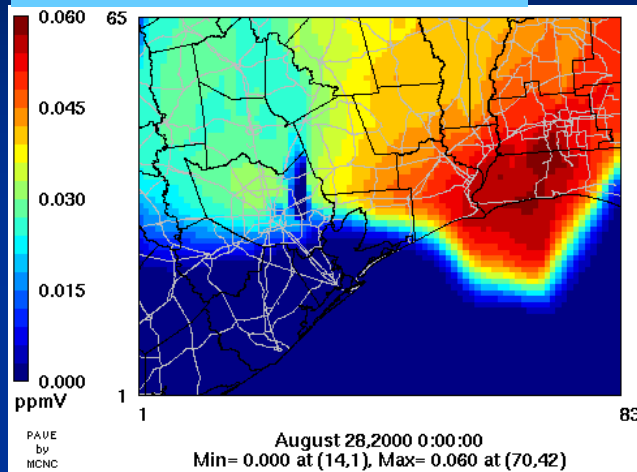 0.060
0.045
0.030
0.015
0.000
ppmV
PAVE
by
MCNC
65
1
1
83
August 28,2000 0:00:00
Min= 0.000 at (14,1), Max= 0.060 at (70,42)